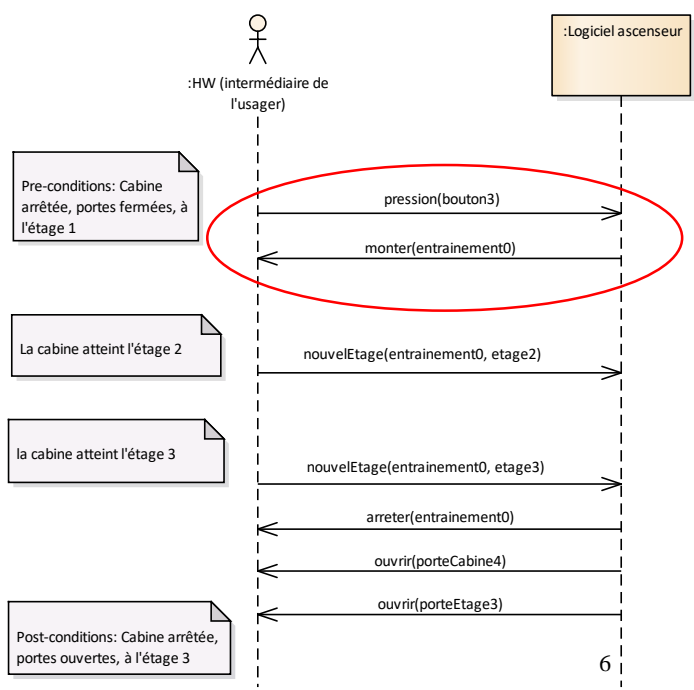 :HW (intermédiaire de
l'usager)
:Logiciel ascenseur
Pre-conditions: Cabine
arrêtée, portes fermées, à
l'étage 1
pression(bouton3)
monter(entrainement0)
La cabine atteint l'étage 2
nouvelEtage(entrainement0, etage2)
la cabine atteint l'étage 3
nouvelEtage(entrainement0, etage3)
arreter(entrainement0)
ouvrir(porteCabine4)
ouvrir(porteEtage3)
Post-conditions: Cabine arrêtée,
portes ouvertes, à l'étage 3
6